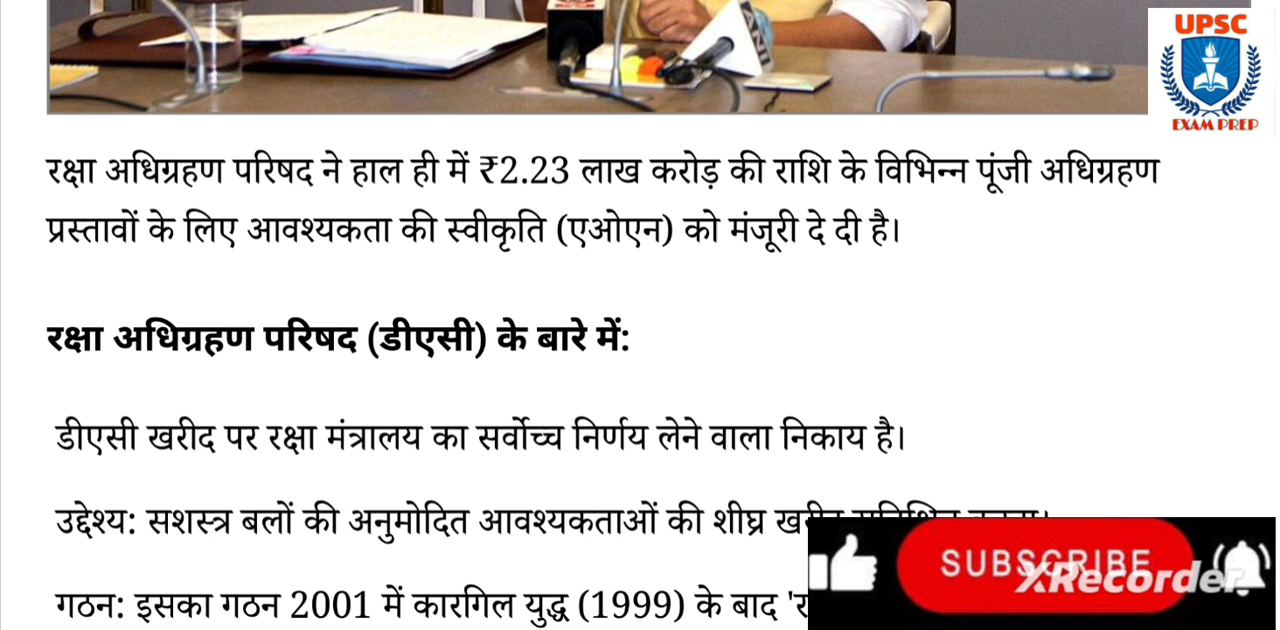 UPSC
EXAM PREP
ANI
रक्षा अधिग्रहण परिषद ने हाल ही में ₹2.23 लाख करोड़ की राशि के विभिन्न पूंजी अधिग्रहण
प्रस्तावों के लिए आवश्यकता की स्वीकृति (एओएन) को मंजूरी दे दी है।
रक्षा अधिग्रहण परिषद (डीएसी) के बारे में:
डीएसी खरीद पर रक्षा मंत्रालय का सर्वोच्च निर्णय लेने वाला निकाय है।
उद्देश्य: सशस्त्र बलों की अनुमोदित आवश्यकताओं की शीघ्र
गठन: इसका गठन 2001 में कारगिल युद्ध (1999) के बाद
SUBSCRIBE
XRecorder